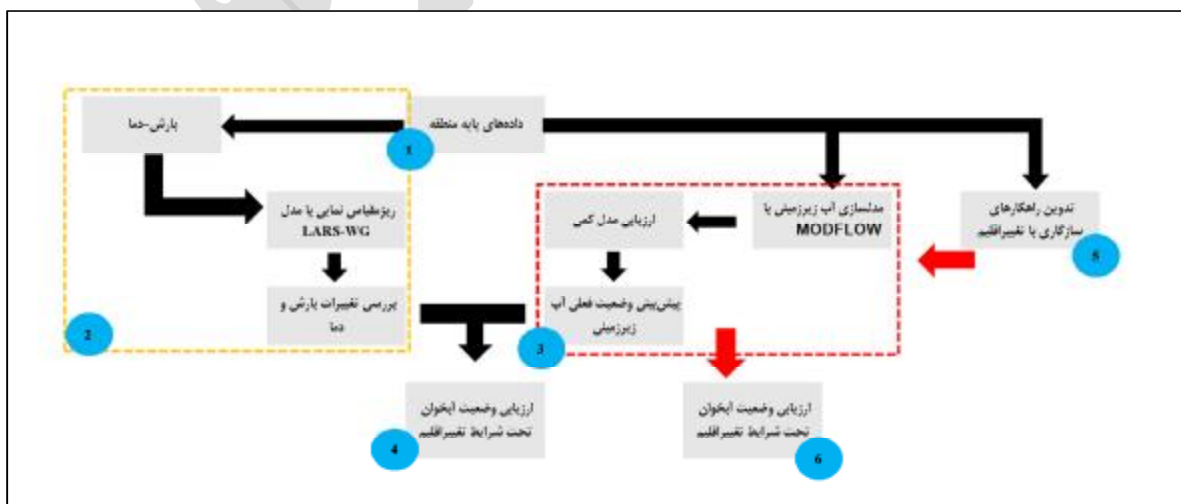 داده‌های پایه منطقه
1
بارش-دما
ریزمقیاس نمایی با مدل
LARS-WG
بررسی تغییرات بارش و
دما
2
مدلسازی آب زیرزمینی با
MODFLOW
ارزیابی مدل کمی
پیش‌بینی وضعیت فعلی آب
زیرزمینی
3
ارزیابی وضعیت آبخوان
تحت شرایط تغییراقلیم
4
تدوین راهکارهای
سازگاری با تغییراقلیم
5
ارزیابی وضعیت آبخوان
تحت شرایط تغییراقلیم
6